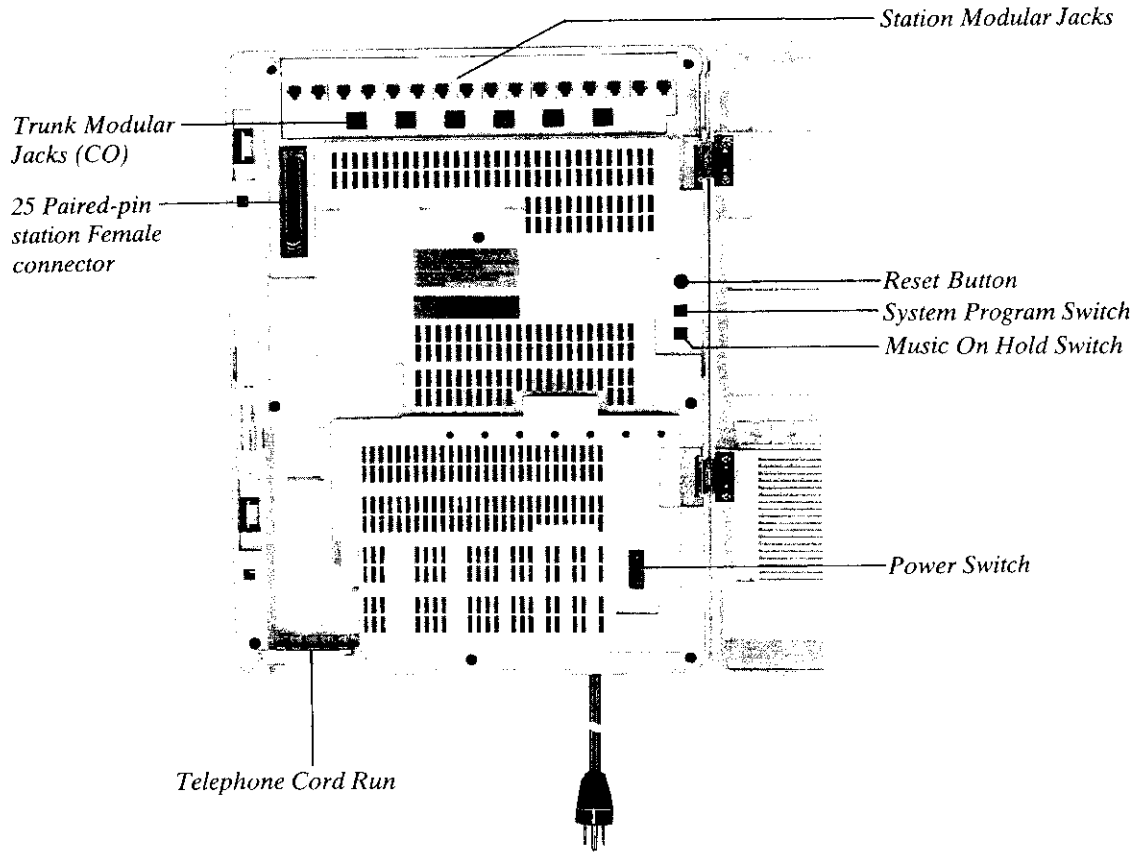 Station Modular Jacks
Trunk Modular
Jacks (CO)
25 Paired-pin
station Female
connector
Reset Button
System Program Switch
Music On Hold Switch
Power Switch
Telephone Cord Run